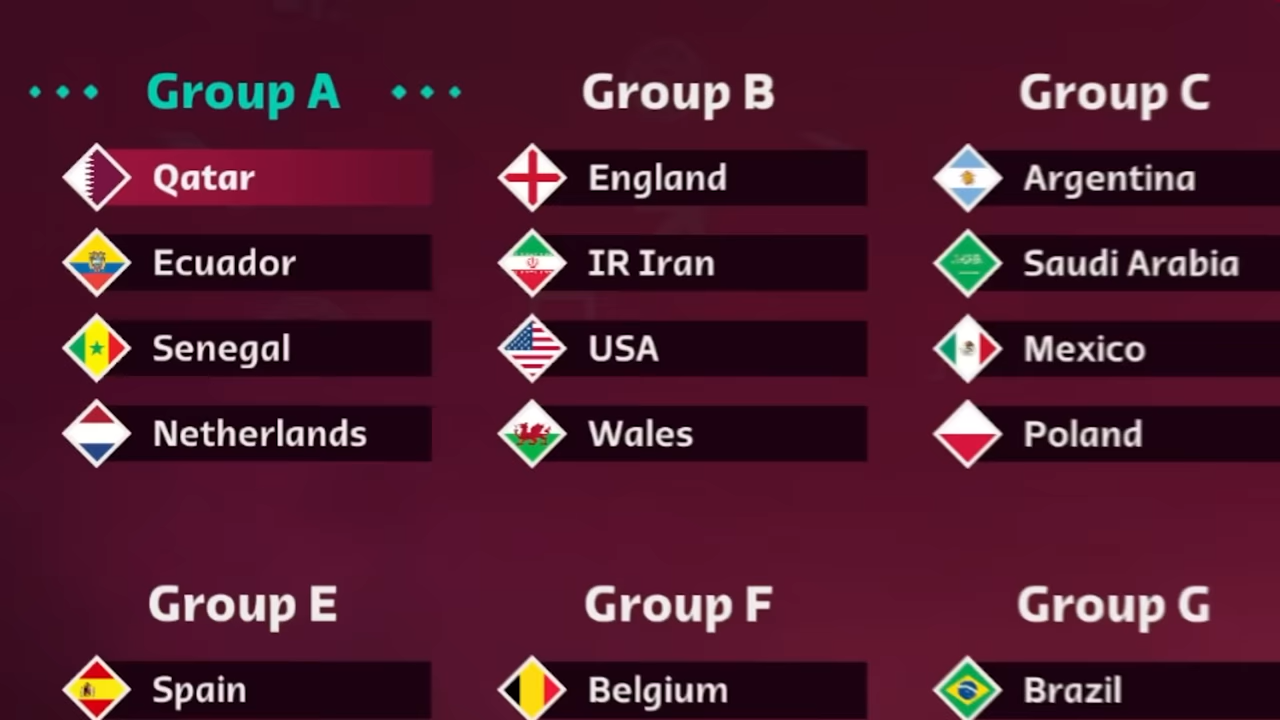 Group A
Group B
Group C
Qatar
England
Argentina
Ecuador
IR Iran
Saudi Arabia
Senegal
USA
Mexico
Netherlands
Wales
Poland
Group E
Group F
Group G
Spain
Belgium
Brazil